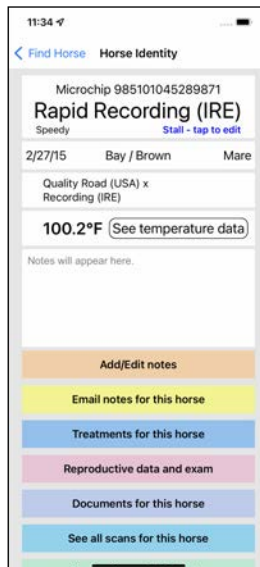 11:34
Find Horse Horse Identity
Microchip 985101045289871
Rapid Recording (IRE)
Speedy Stall - tap to edit
2/27/15 Bay / Brown Mare
Quality Road (USA) x
Recording (IRE)
100.2°F See temperature data
Notes will appear here.
Add/Edit notes
Email notes for this horse
Treatments for this horse
Reproductive data and exam
Documents for this horse
See all scans for this horse